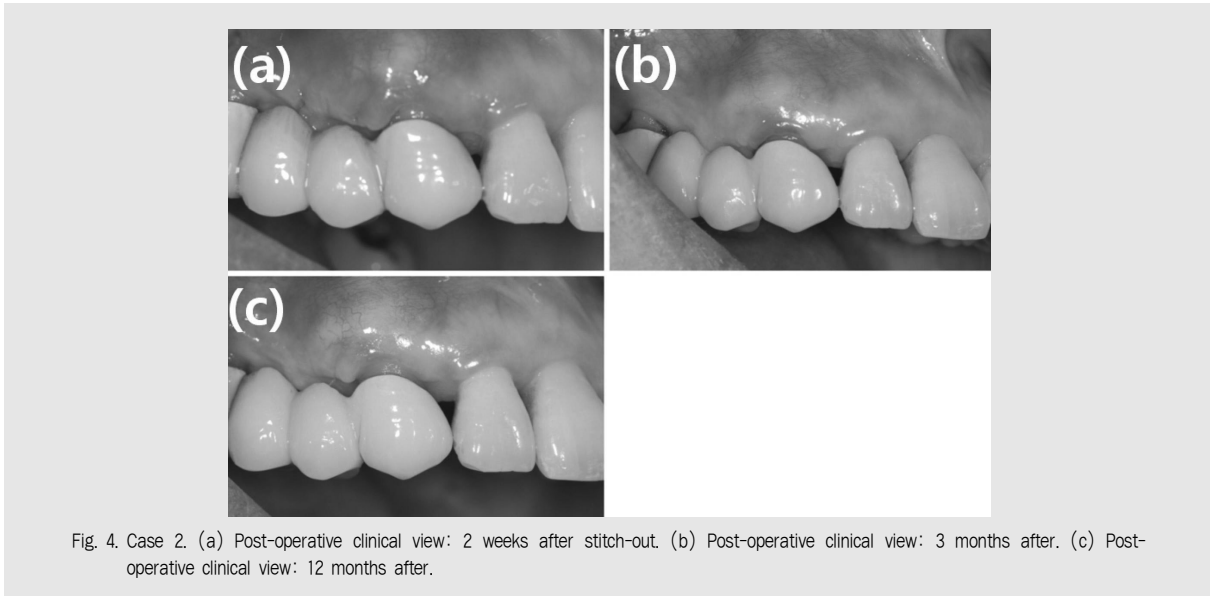 (a)
(b)
(c)
Fig. 4. Case 2. (a) Post-operative clinical view: 2 weeks after stitch-out. (b) Post-operative clinical view: 3 months after. (c) Post-
operative clinical view: 12 months after.